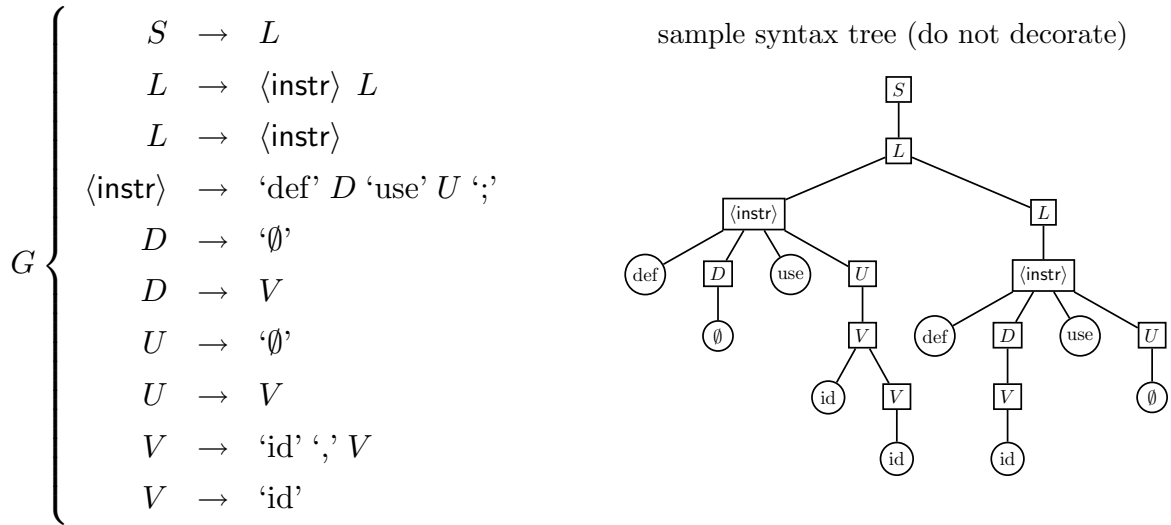 G
S → L
L → ⟨instr⟩ L
L → ⟨instr⟩
⟨instr⟩ → ‘def’ D ‘use’ U ‘;’
D → ‘∅’
D → V
U → ‘∅’
U → V
V → ‘id’ ‘,’ V
V → ‘id’
sample syntax tree (do not decorate)
S
L
⟨instr⟩ L
def D use U ⟨instr⟩
∅ V def D use U
id V V ∅
id id